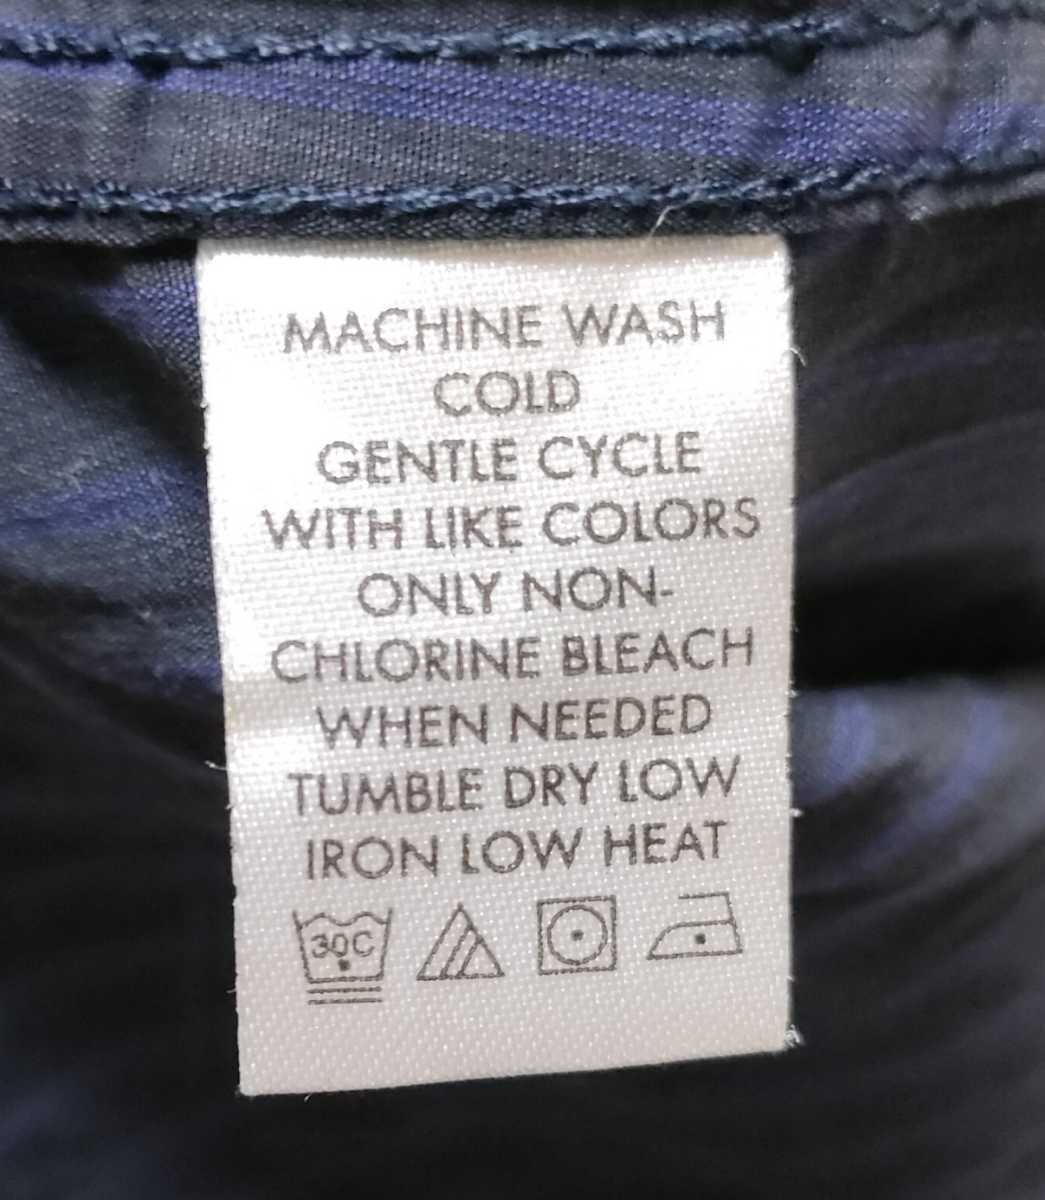 MACHINE WASH
COLD
GENTLE CYCLE
WITH LIKE COLORS
ONLY NON-
CHLORINE BLEACH
WHEN NEEDED
TUMBLE DRY LOW
IRON LOW HEAT
30C